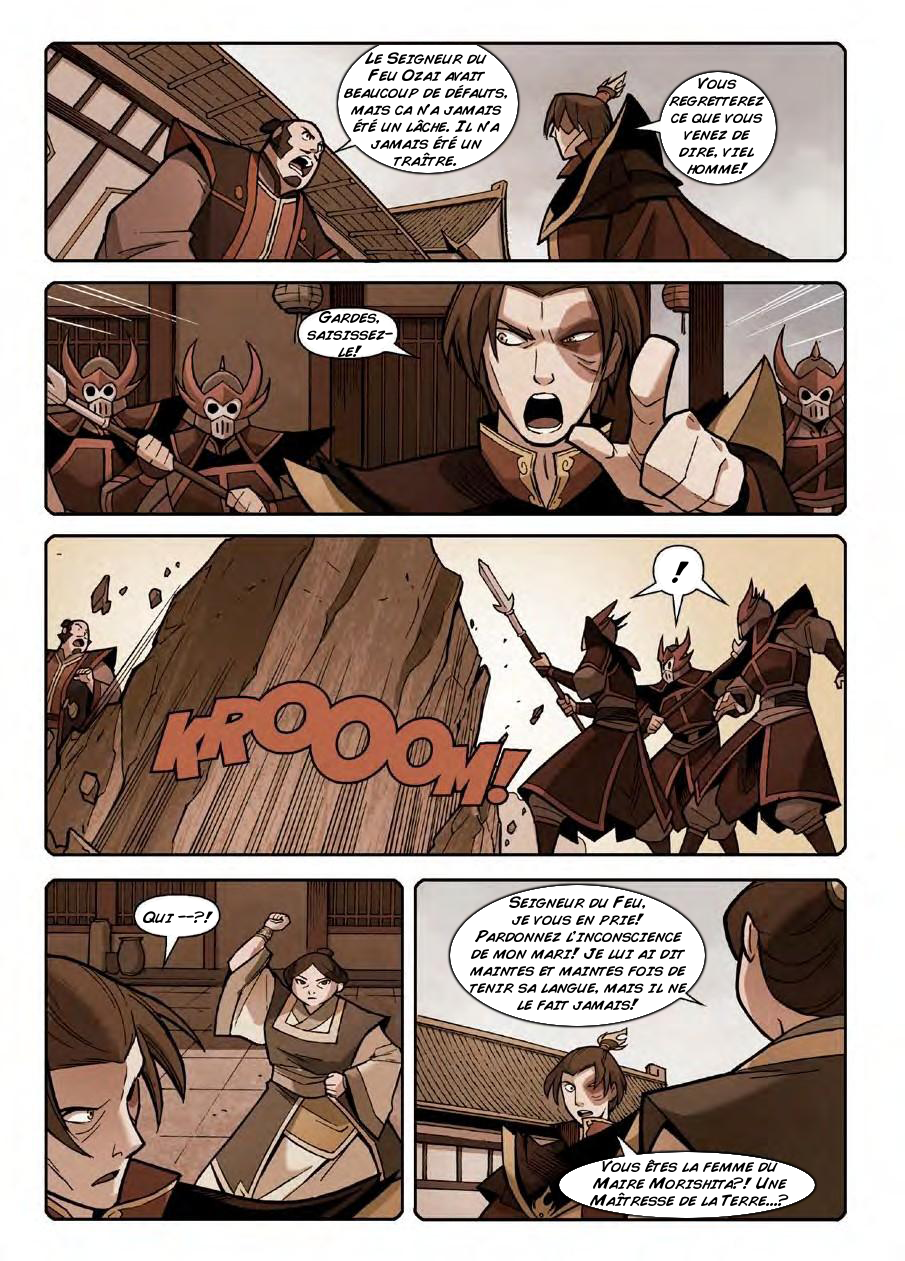 LE SEIGNEUR DU
FEU OZAI AVAIT
BEAUCOUP DE DÉFAUTS,
MAIS CA N'A JAMAIS
ÉTÉ UN LÂCHE. IL N'A
JAMAIS ÉTÉ UN
TRAÎTRE.
VOUS
REGRETTEREZ
CE QUE VOUS
VENEZ DE
DIRE, VIEL
HOMME!
GARDES,
SAISISSEZ-
LE!
!
KROOOM!
QUI --?!
SEIGNEUR DU FEU,
JE VOUS EN PRIE!
PARDONNEZ L'INCONSCIENCE
DE MON MARI! JE LUI AI DIT
MAINTES ET MAINTES FOIS DE
TENIR SA LANGUE, MAIS IL NE
LE FAIT JAMAIS!
VOUS ÊTES LA FEMME DU
MAIRE MORISHITA?! UNE
MAÎTRESSE DE LA TERRE...?